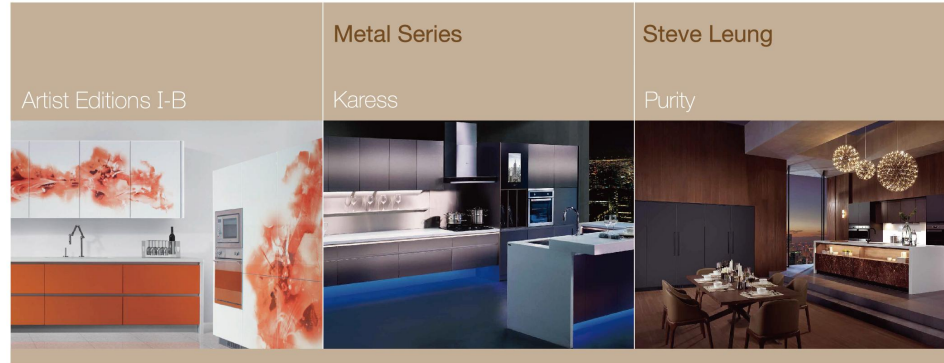 Artist Editions I-B
Metal Series
Karess
Steve Leung
Purity